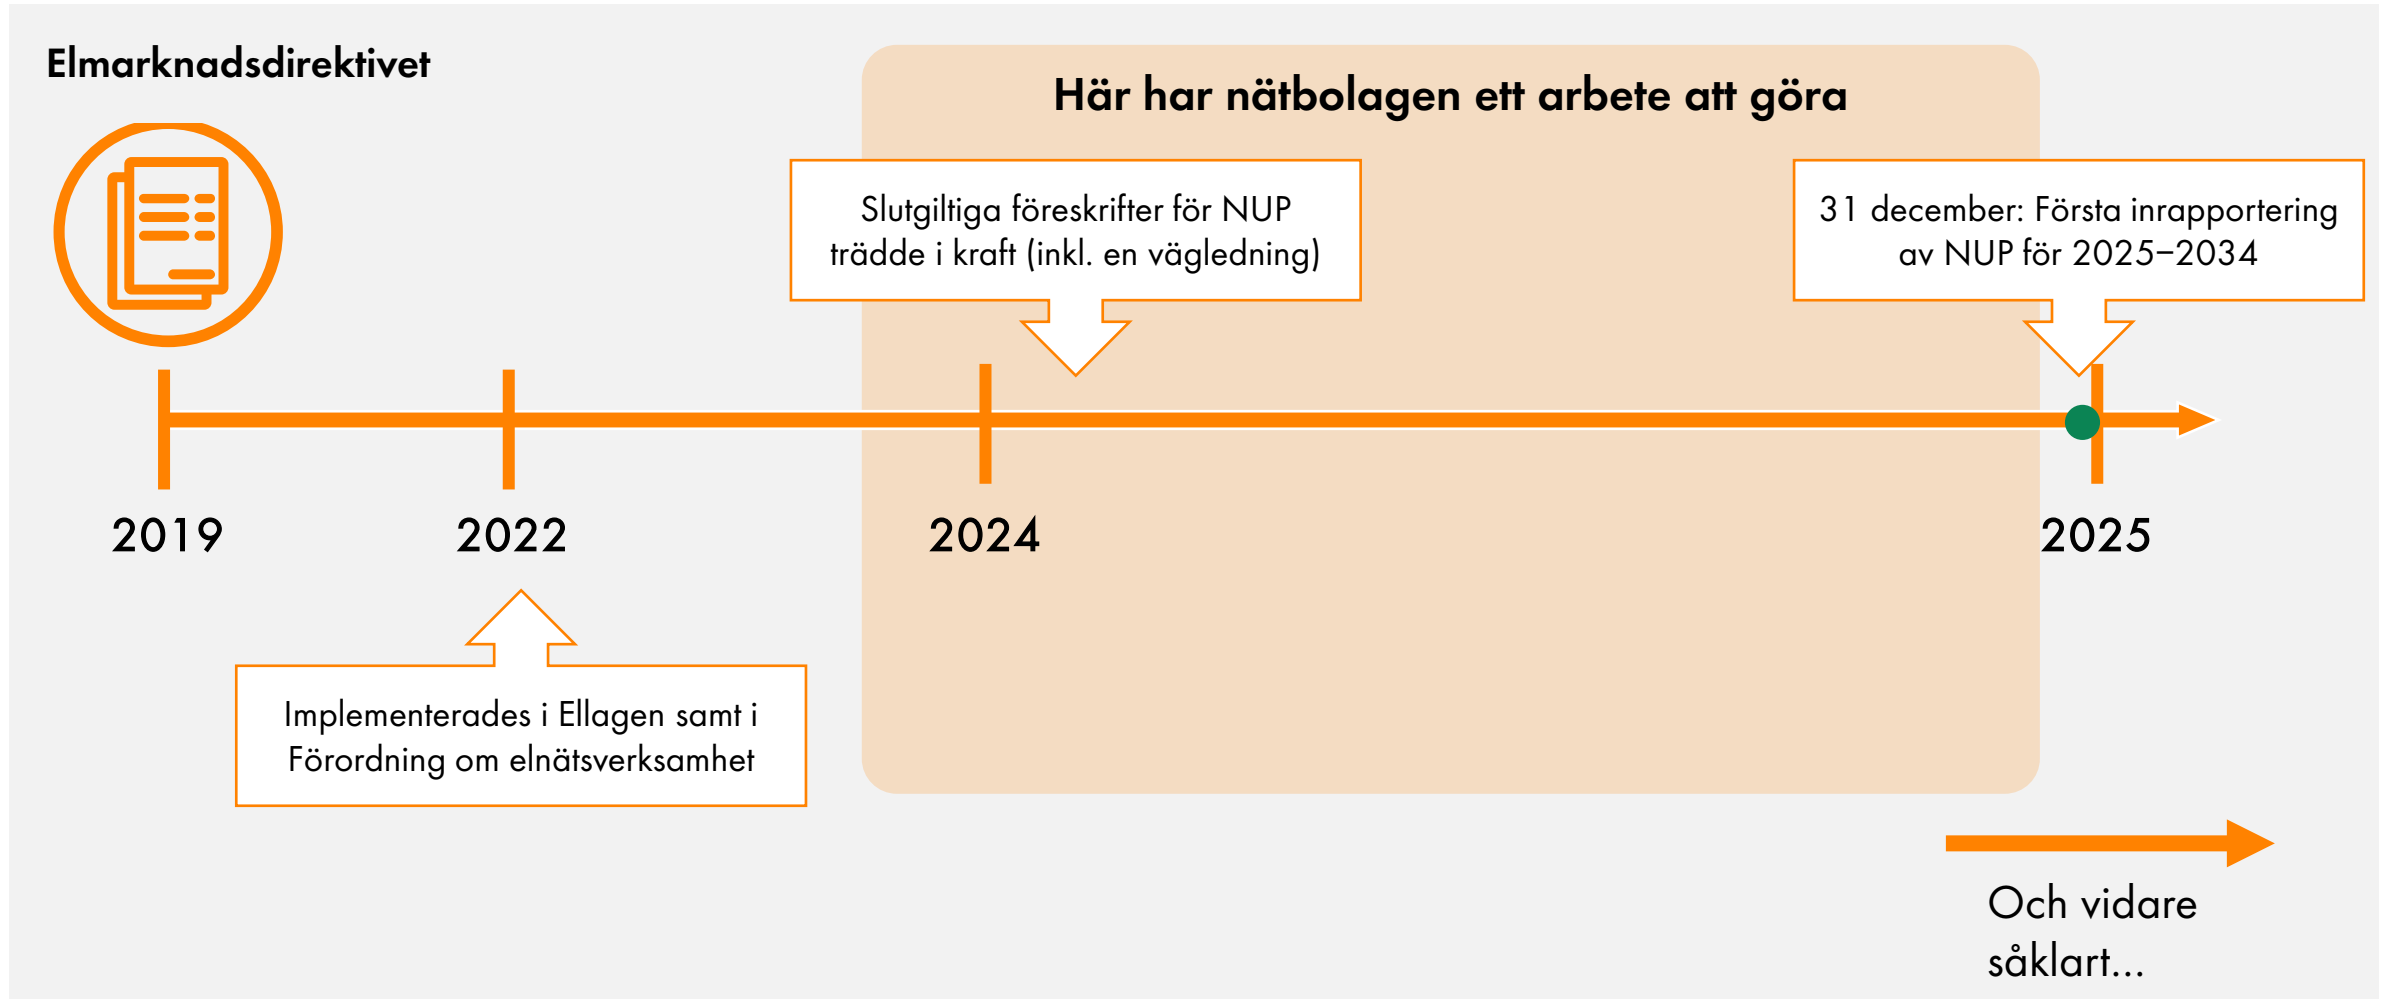 Elmarknadsdirektivet
Här har nätbolagen ett arbete att göra
Slutgiltiga föreskrifter för NUP
trädde i kraft (inkl. en vägledning)
31 december: Första inrapportering
av NUP för 2025–2034
2019
2022
2024
2025
Implementerades i Ellagen samt i
Förordning om elnätsverksamhet
Och vidare
såklart...